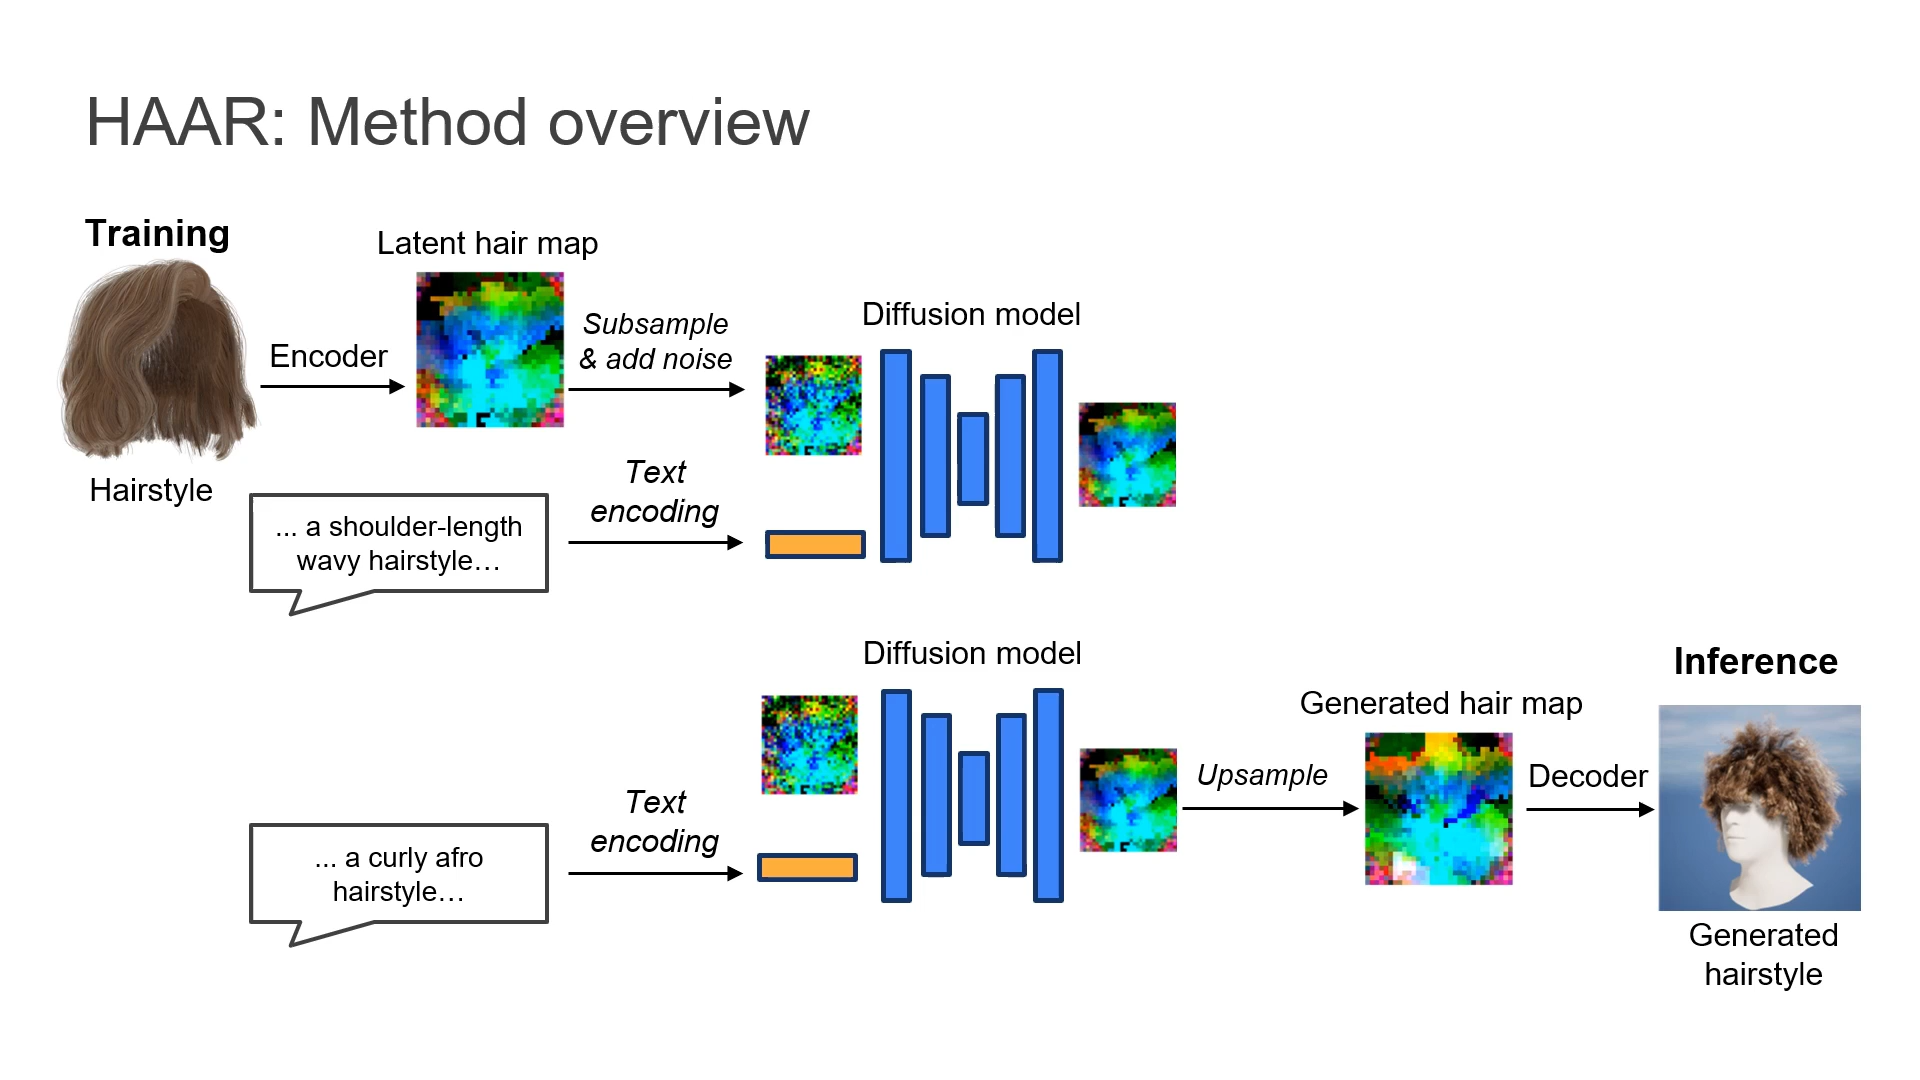 HAAR: Method overview
Training
Latent hair map
Encoder
Subsample
& add noise
Diffusion model
Hairstyle
... a shoulder-length
wavy hairstyle…
Text
encoding
Diffusion model
... a curly afro
hairstyle…
Text
encoding
Upsample
Generated hair map
Decoder
Inference
Generated
hairstyle